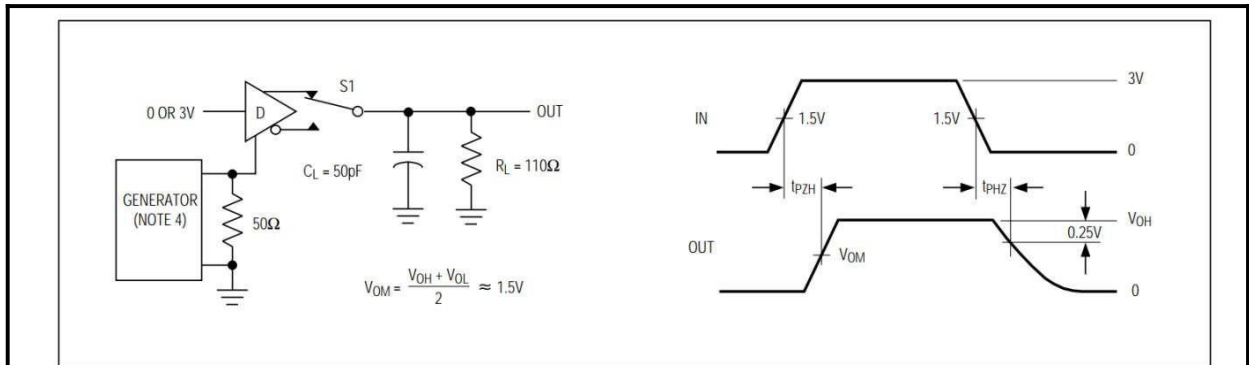 S1
0 OR 3V
D
OUT
C_L = 50pF
R_L = 110Ω
GENERATOR
(NOTE 4)
50Ω
V_OM = (V_OH + V_OL) / 2 ≈ 1.5V
3V
IN
1.5V
1.5V
0
t_PZH
t_PHZ
V_OH
0.25V
OUT
V_OM
0